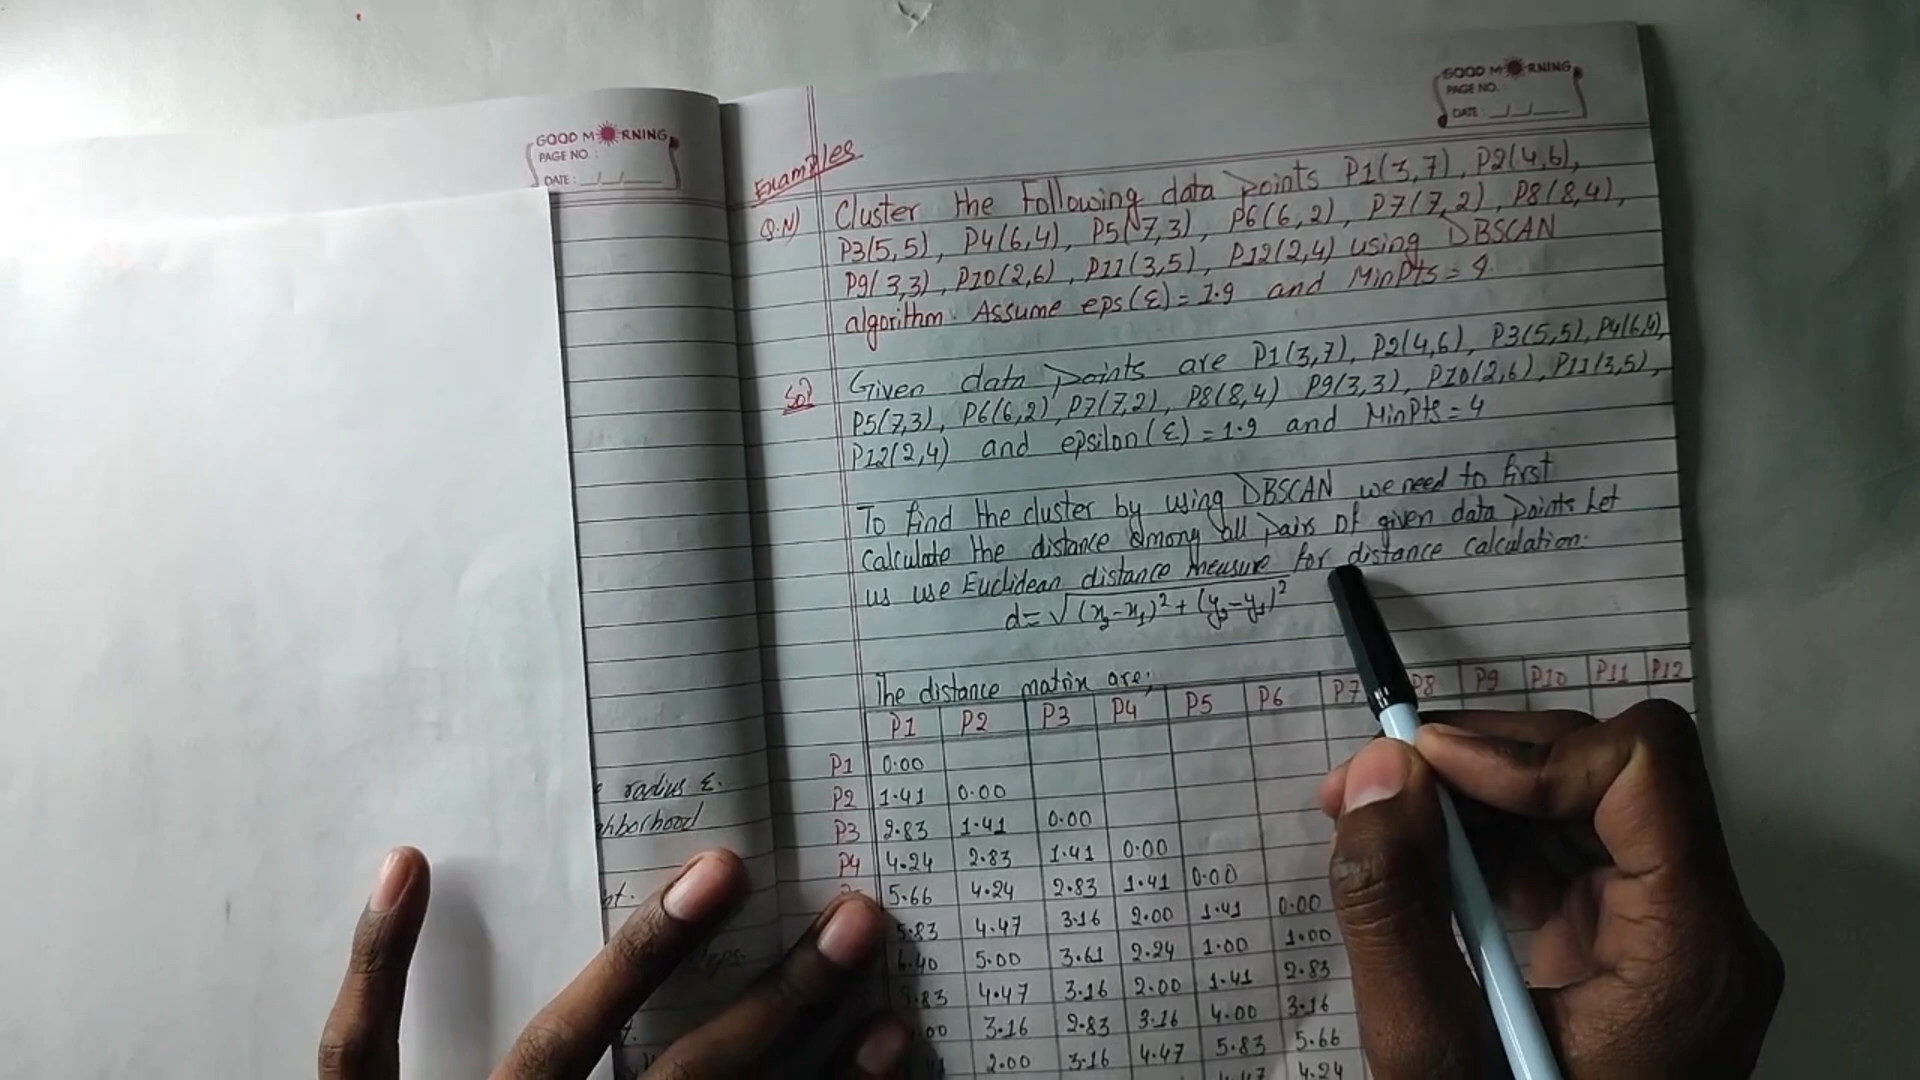 GOOD MORNING
PAGE NO. :
DATE : __/__/____
GOOD MORNING
PAGE NO. :
DATE : __/__/____
radius ε.
hborhood
Examples
Q.N) Cluster the Following data points P1(3,7), P2(4,6),
P3(5,5), P4(6,4), P5(7,3), P6(6,2), P7(7,2), P8(8,4),
P9(3,3), P10(2,6), P11(3,5), P12(2,4) using DBSCAN
algorithm. Assume eps(ε) = 1.9 and MinPts = 4.
Sol? Given data points are P1(3,7), P2(4,6), P3(5,5), P4(6,4),
P5(7,3), P6(6,2), P7(7,2), P8(8,4) P9(3,3), P10(2,6), P11(3,5),
P12(2,4) and epsilon(ε) = 1.9 and MinPts = 4
To find the cluster by using DBSCAN we need to first
Calculate the distance among all pairs of given data points Let
us use Euclidean distance measure for distance calculation.
d = √(x₂-x₁)² + (y₂-y₁)²
The distance matrix are;
P1 P2 P3 P4 P5 P6 P7 P8 P9 P10 P11 P12
P1 0.00
P2 1.41 0.00
P3 2.83 1.41 0.00
P4 4.24 2.83 1.41 0.00
5.66 4.24 2.83 1.41 0.00
5.83 4.47 3.16 2.00 1.41 0.00
6.40 5.00 3.61 2.24 1.00 1.00
.83 4.47 3.16 2.00 1.41 2.83
.00 3.16 2.83 3.16 4.00 3.16
2.00 3.16 4.47 5.83 5.66
4.47 4.24